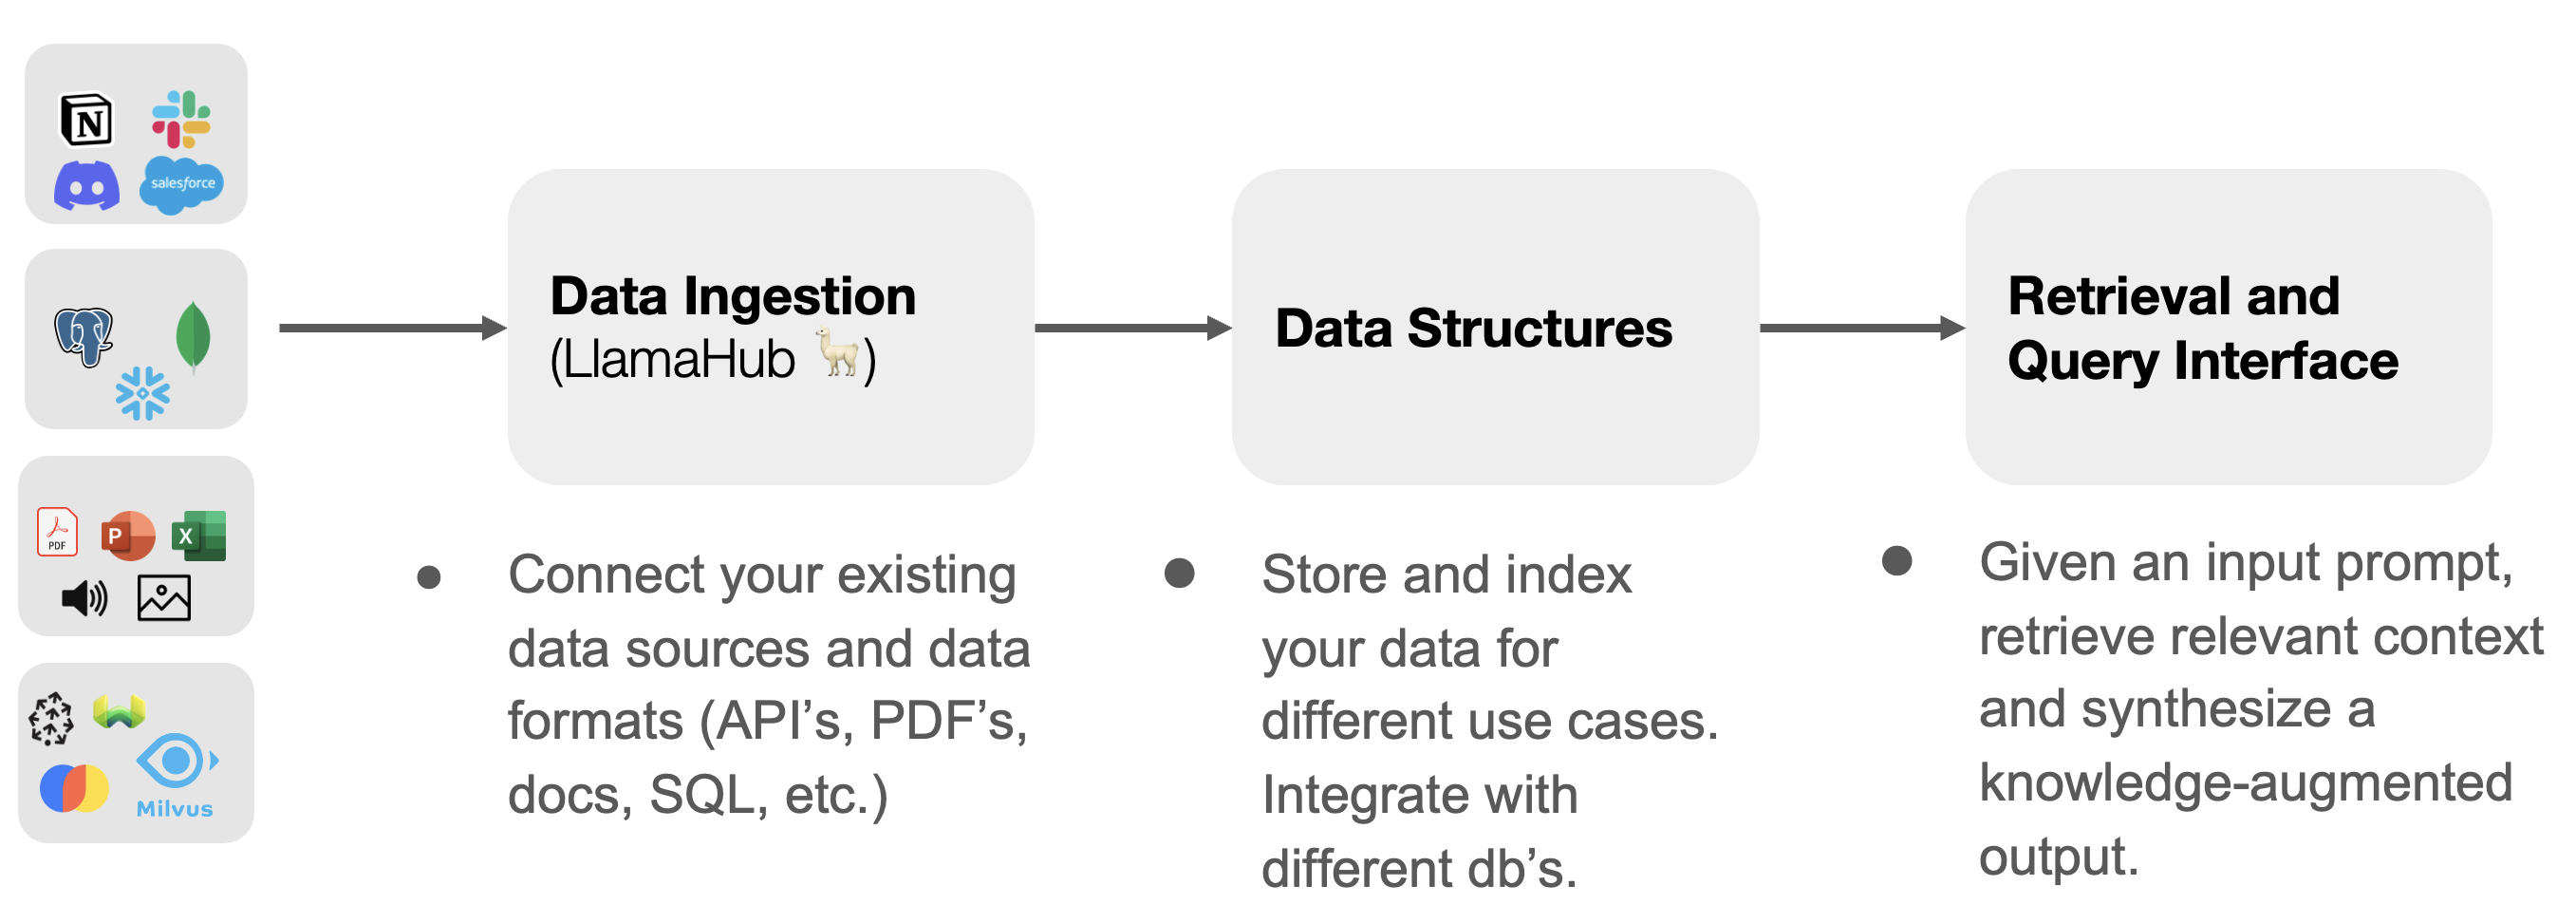 N
salesforce
PDF
P
X
Milvus
Data Ingestion
(LlamaHub 🦙)
Data Structures
Retrieval and
Query Interface
● Connect your existing
data sources and data
formats (API’s, PDF’s,
docs, SQL, etc.)
● Store and index
your data for
different use cases.
Integrate with
different db’s.
● Given an input prompt,
retrieve relevant context
and synthesize a
knowledge-augmented
output.